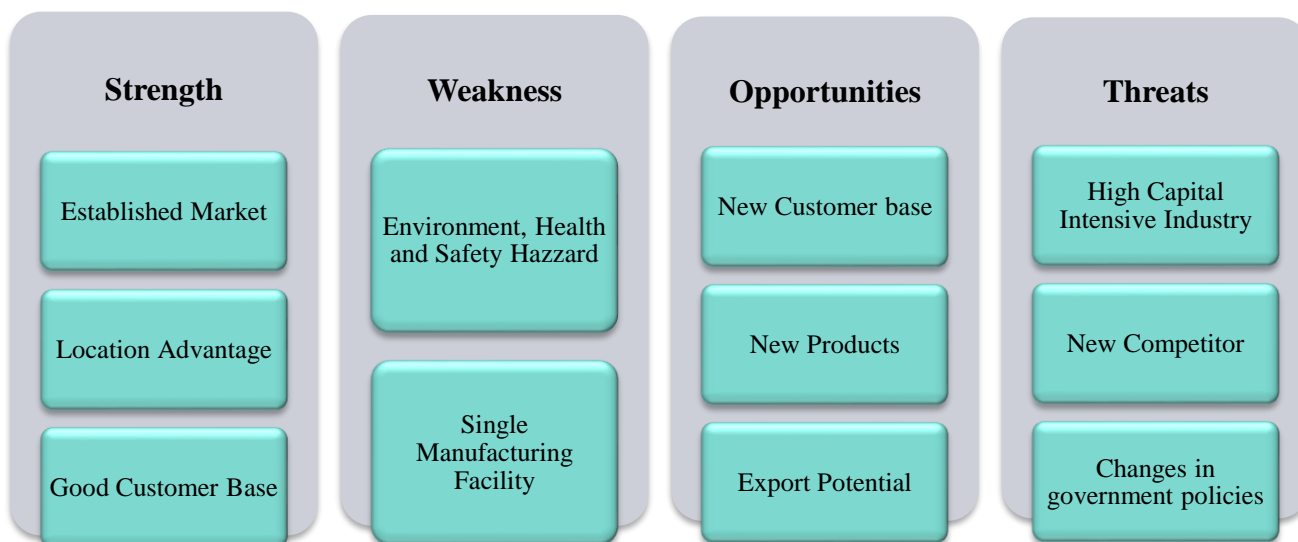 Strength
Established Market
Location Advantage
Good Customer Base
Weakness
Environment, Health
and Safety Hazzard
Single
Manufacturing
Facility
Opportunities
New Customer base
New Products
Export Potential
Threats
High Capital
Intensive Industry
New Competitor
Changes in
government policies